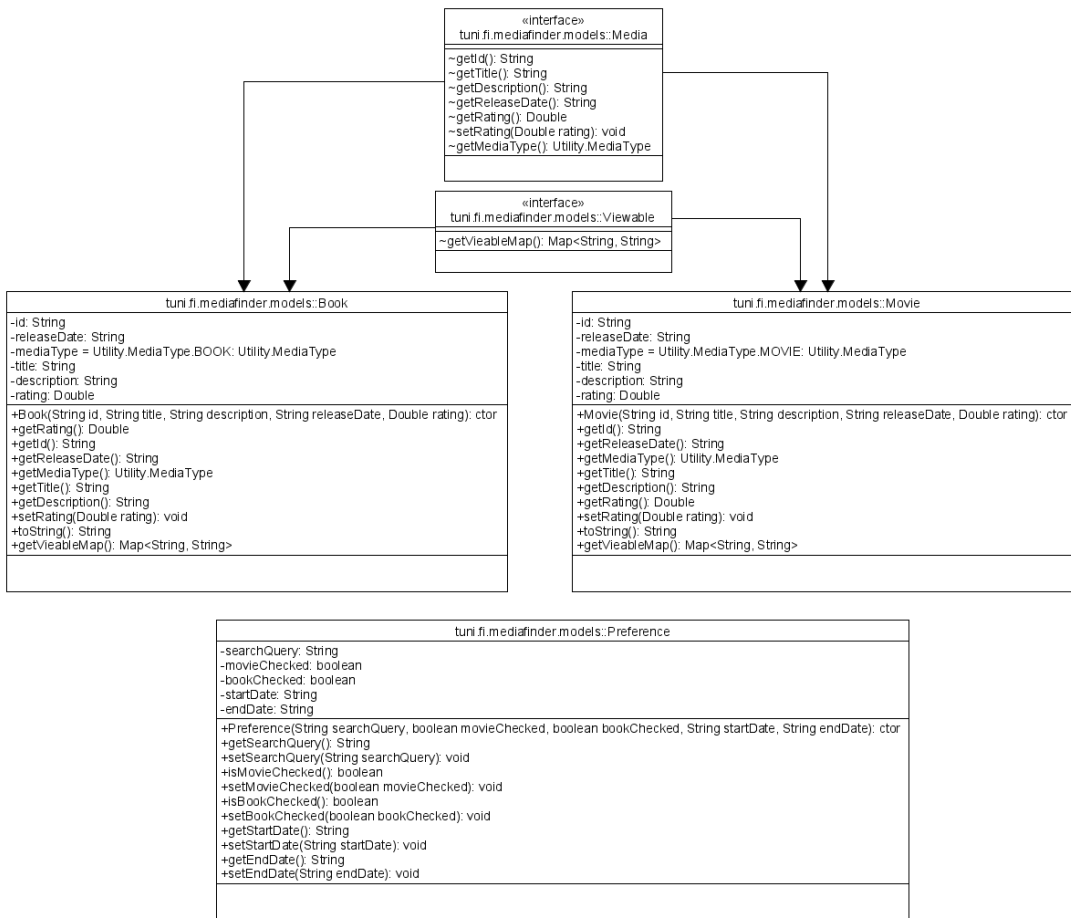 «interface»
tuni.fi.mediafinder.models::Media
~getId(): String
~getTitle(): String
~getDescription(): String
~getReleaseDate(): String
~getRating(): Double
~setRating(Double rating): void
~getMediaType(): Utility.MediaType
«interface»
tuni.fi.mediafinder.models::Viewable
~getVieableMap(): Map<String, String>
tuni.fi.mediafinder.models::Book
-id: String
-releaseDate: String
-mediaType = Utility.MediaType.BOOK: Utility.MediaType
-title: String
-description: String
-rating: Double
+Book(String id, String title, String description, String releaseDate, Double rating): ctor
+getRating(): Double
+getId(): String
+getReleaseDate(): String
+getMediaType(): Utility.MediaType
+getTitle(): String
+getDescription(): String
+setRating(Double rating): void
+toString(): String
+getVieableMap(): Map<String, String>
tuni.fi.mediafinder.models::Movie
-id: String
-releaseDate: String
-mediaType = Utility.MediaType.MOVIE: Utility.MediaType
-title: String
-description: String
-rating: Double
+Movie(String id, String title, String description, String releaseDate, Double rating): ctor
+getId(): String
+getReleaseDate(): String
+getMediaType(): Utility.MediaType
+getTitle(): String
+getDescription(): String
+getRating(): Double
+setRating(Double rating): void
+toString(): String
+getVieableMap(): Map<String, String>
tuni.fi.mediafinder.models::Preference
-searchQuery: String
-movieChecked: boolean
-bookChecked: boolean
-startDate: String
-endDate: String
+Preference(String searchQuery, boolean movieChecked, boolean bookChecked, String startDate, String endDate): ctor
+getSearchQuery(): String
+setSearchQuery(String searchQuery): void
+isMovieChecked(): boolean
+setMovieChecked(boolean movieChecked): void
+isBookChecked(): boolean
+setBookChecked(boolean bookChecked): void
+getStartDate(): String
+setStartDate(String startDate): void
+getEndDate(): String
+setEndDate(String endDate): void